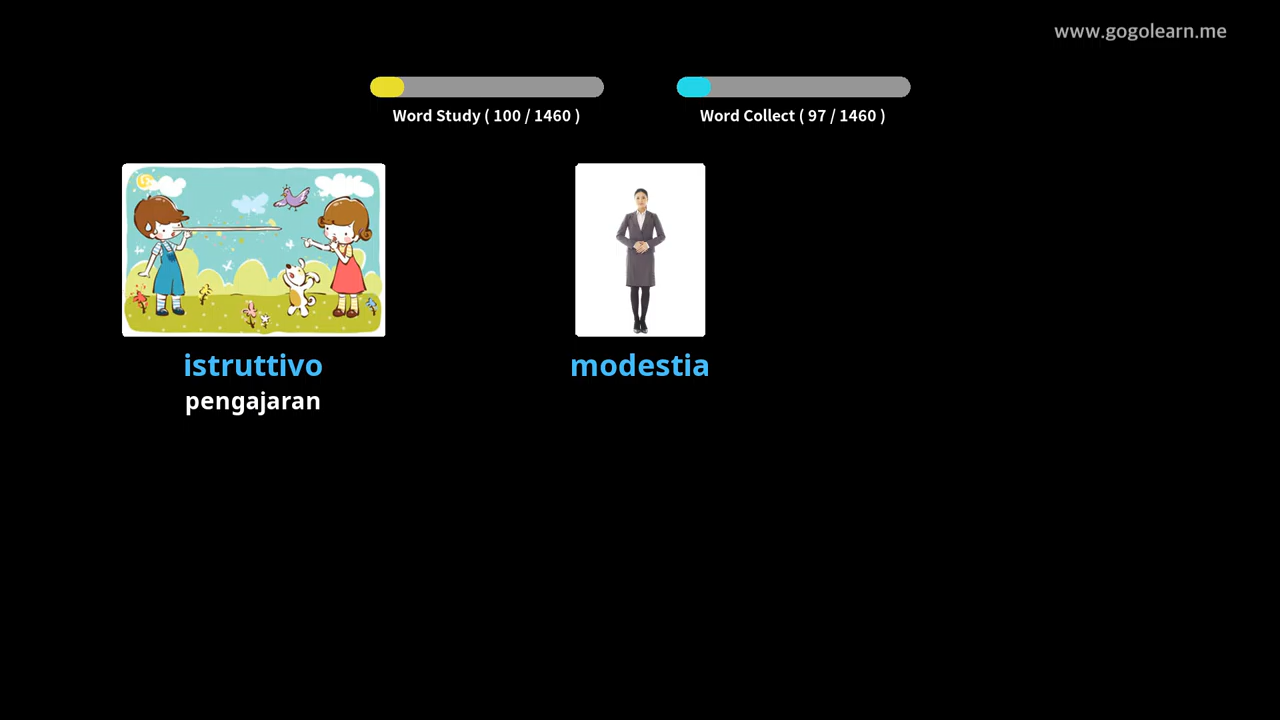 www.gogolearn.me
Word Study ( 100 / 1460 )
Word Collect ( 97 / 1460 )
istruttivo
pengajaran
modestia